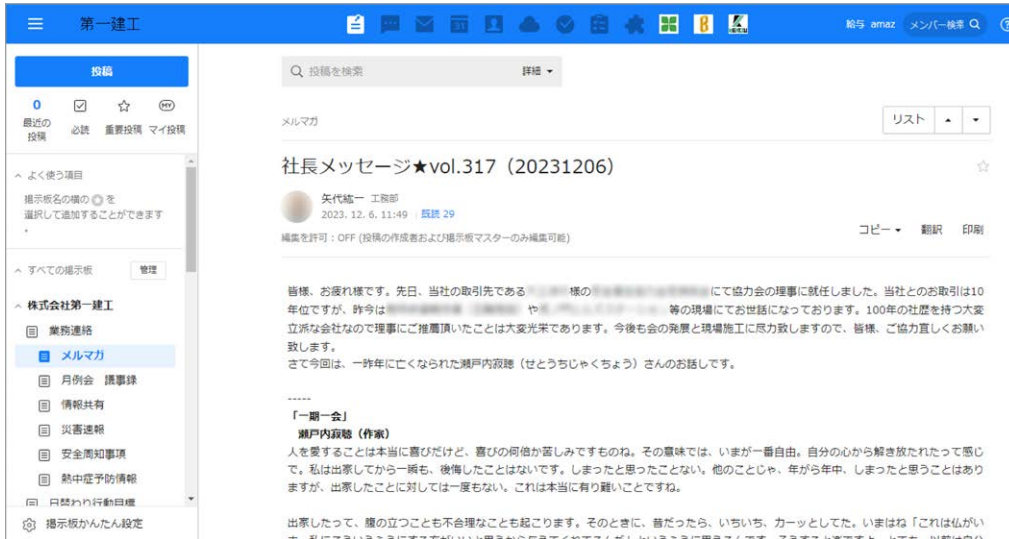 第一建工
給与 amaz
メンバー検索
投稿
0
最近の投稿
必読
重要投稿
マイ投稿
よく使う項目
掲示板名の横の を
選択して追加することができます
。
すべての掲示板
管理
株式会社第一建工
業務連絡
メルマガ
月例会 議事録
情報共有
災害速報
安全周知事項
熱中症予防情報
日替わり行動目標
掲示板かんたん設定
投稿を検索
詳細
メルマガ
リスト
社長メッセージ★vol.317（20231206）
矢代紘一 工務部
2023. 12. 6. 11:49 | 既読 29
編集を許可 : OFF (投稿の作成者および掲示板マスターのみ編集可能)
コピー 翻訳 印刷
皆様、お疲れ様です。先日、当社の取引先である 様の にて協力会の理事に就任しました。当社とのお取引は10
年位ですが、昨今は や 等の現場にてお世話になっております。100年の社歴を持つ大変
立派な会社なので理事にご推薦頂いたことは大変光栄であります。今後も会の発展と現場施工に尽力致しますので、皆様、ご協力宜しくお願い
致します。
さて今回は、一昨年に亡くなられた瀬戸内寂聴（せとうちじゃくちょう）さんのお話しです。
-----
「一期一会」
瀬戸内寂聴（作家）
人を愛することは本当に喜びだけど、喜びの何倍か苦しみですものね。その意味では、いまが一番自由。自分の心から解き放たれたって感じ
で。私は出家してから一瞬も、後悔したことはないです。しまったと思ったことない。他のことじゃ、年がら年中、しまったと思うことはあり
ますが、出家したことに対しては一度もない。これは本当に有り難いことですね。
出家したって、腹の立つことも不合理なことも起こります。そのときに、昔だったら、いちいち、カーッとしてた。いまはね「これは仏がい